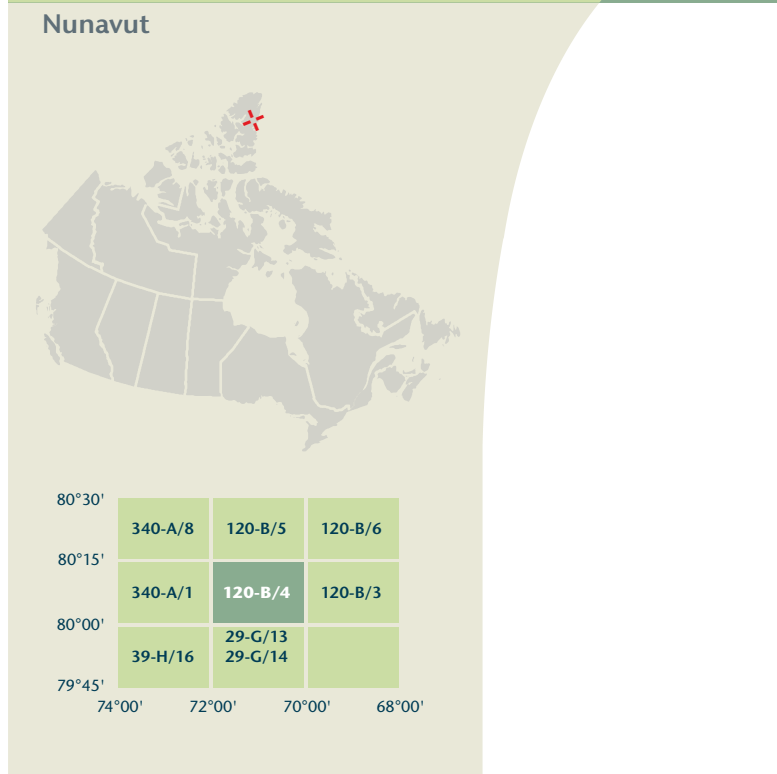 Nunavut
80°30'
340-A/8 120-B/5 120-B/6
80°15'
340-A/1 120-B/4 120-B/3
80°00'
29-G/13
39-H/16 29-G/14
79°45'
74°00' 72°00' 70°00' 68°00'